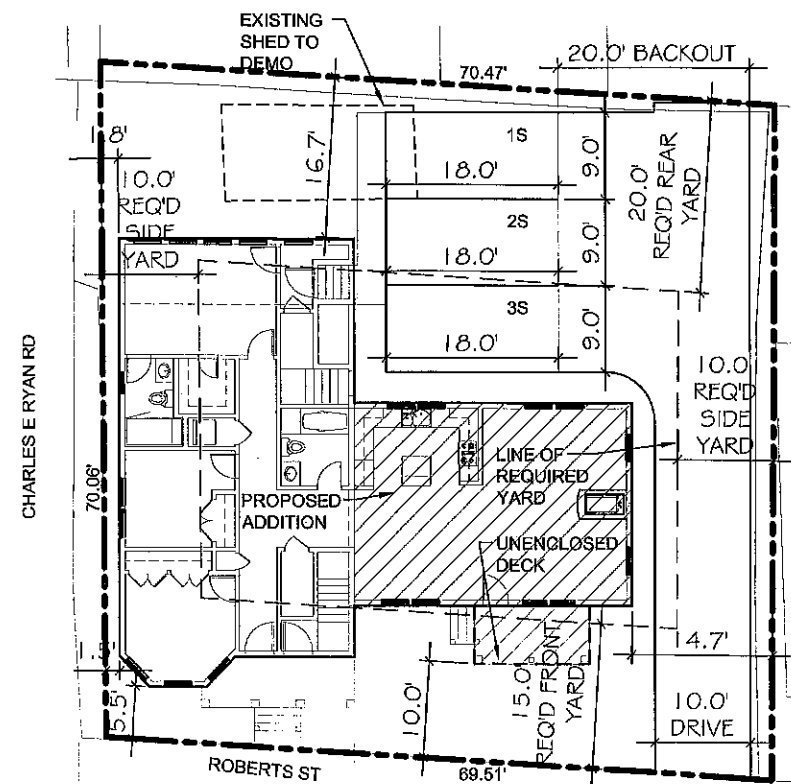 EXISTING
SHED TO
DEMO
70.47'
20.0' BACKOUT
1.8'
16.7'
10.0'
REQ'D
SIDE
YARD
1S
18.0'
9.0'
20.0'
REQ'D REAR
YARD
2S
18.0'
9.0'
3S
18.0'
9.0'
10.0
REQ'D
SIDE
YARD
CHARLES E RYAN RD
70.06'
LINE OF
REQUIRED
YARD
PROPOSED
ADDITION
UNENCLOSED
DECK
5.5'
10.0'
15.0'
REQ'D FRONT
YARD
4.7'
10.0'
DRIVE
ROBERTS ST
69.51'